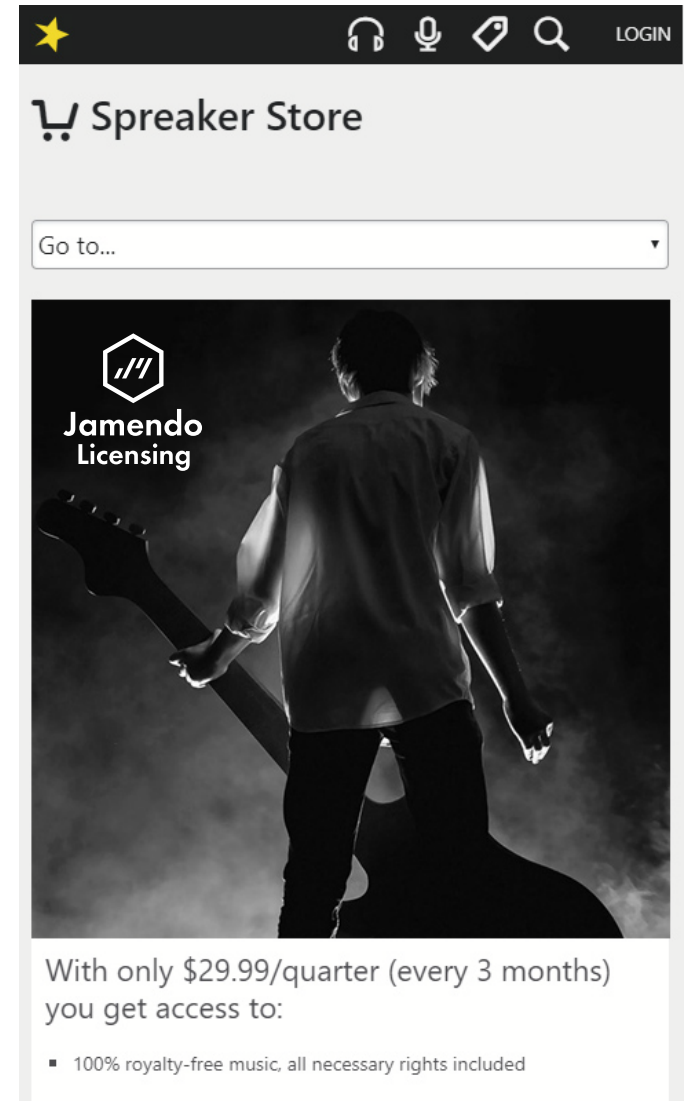 LOGIN
Spreaker Store
Go to...
Jamendo
Licensing
With only $29.99/quarter (every 3 months)
you get access to:
100% royalty-free music, all necessary rights included